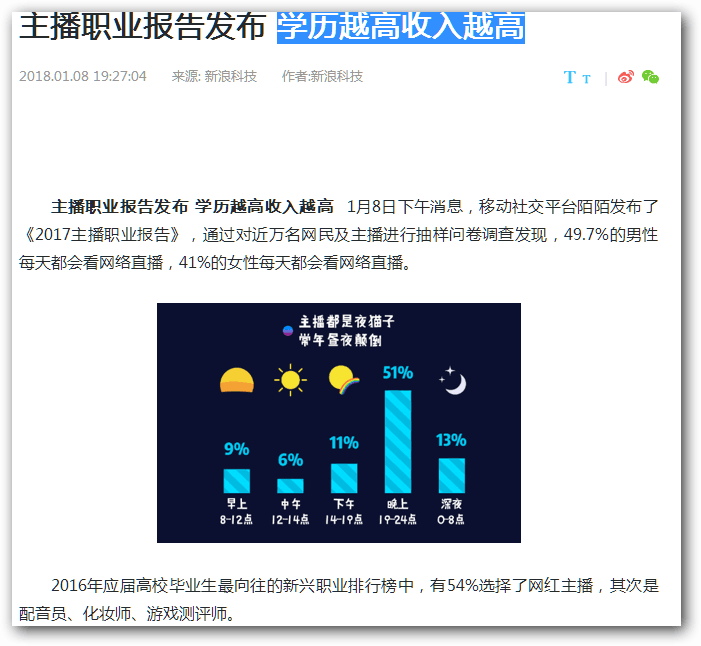 主播职业报告发布 学历越高收入越高
2018.01.08 19:27:04 来源: 新浪科技 作者:新浪科技
T T
主播职业报告发布 学历越高收入越高 1月8日下午消息，移动社交平台陌陌发布了
《2017主播职业报告》，通过对近万名网民及主播进行抽样问卷调查发现，49.7%的男性
每天都会看网络直播，41%的女性每天都会看网络直播。
主播都是夜猫子
常年昼夜颠倒
9% 6% 11% 51% 13%
早上 中午 下午 晚上 深夜
8-12点 12-14点 14-19点 19-24点 0-8点
2016年应届高校毕业生最向往的新兴职业排行榜中，有54%选择了网红主播，其次是
配音员、化妆师、游戏测评师。